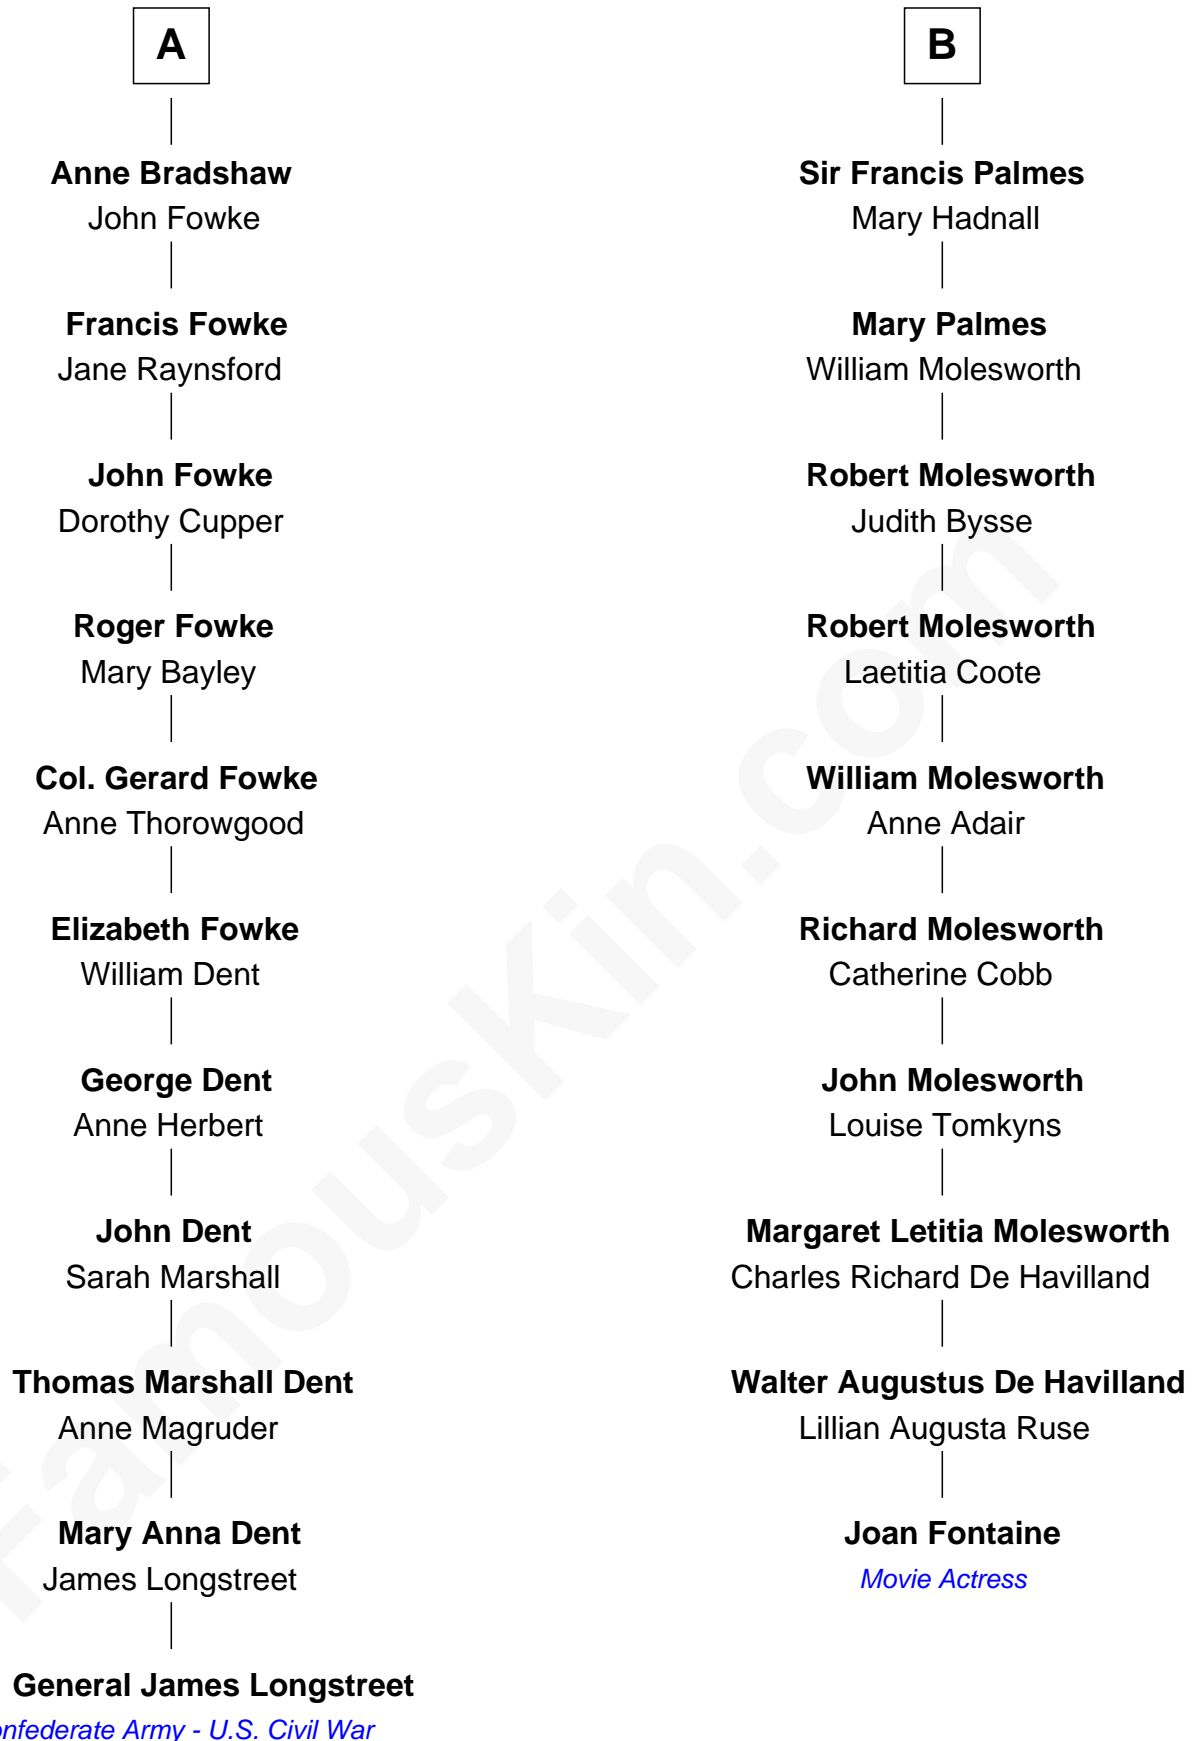 A
Anne Bradshaw
John Fowke
Francis Fowke
Jane Raynsford
John Fowke
Dorothy Cupper
Roger Fowke
Mary Bayley
Col. Gerard Fowke
Anne Thorowgood
Elizabeth Fowke
William Dent
George Dent
Anne Herbert
John Dent
Sarah Marshall
Thomas Marshall Dent
Anne Magruder
Mary Anna Dent
James Longstreet
General James Longstreet
onfederate Army - U.S. Civil War
B
Sir Francis Palmes
Mary Hadnall
Mary Palmes
William Molesworth
Robert Molesworth
Judith Bysse
Robert Molesworth
Laetitia Coote
William Molesworth
Anne Adair
Richard Molesworth
Catherine Cobb
John Molesworth
Louise Tomkyns
Margaret Letitia Molesworth
Charles Richard De Havilland
Walter Augustus De Havilland
Lillian Augusta Ruse
Joan Fontaine
Movie Actress
FamousKin.com